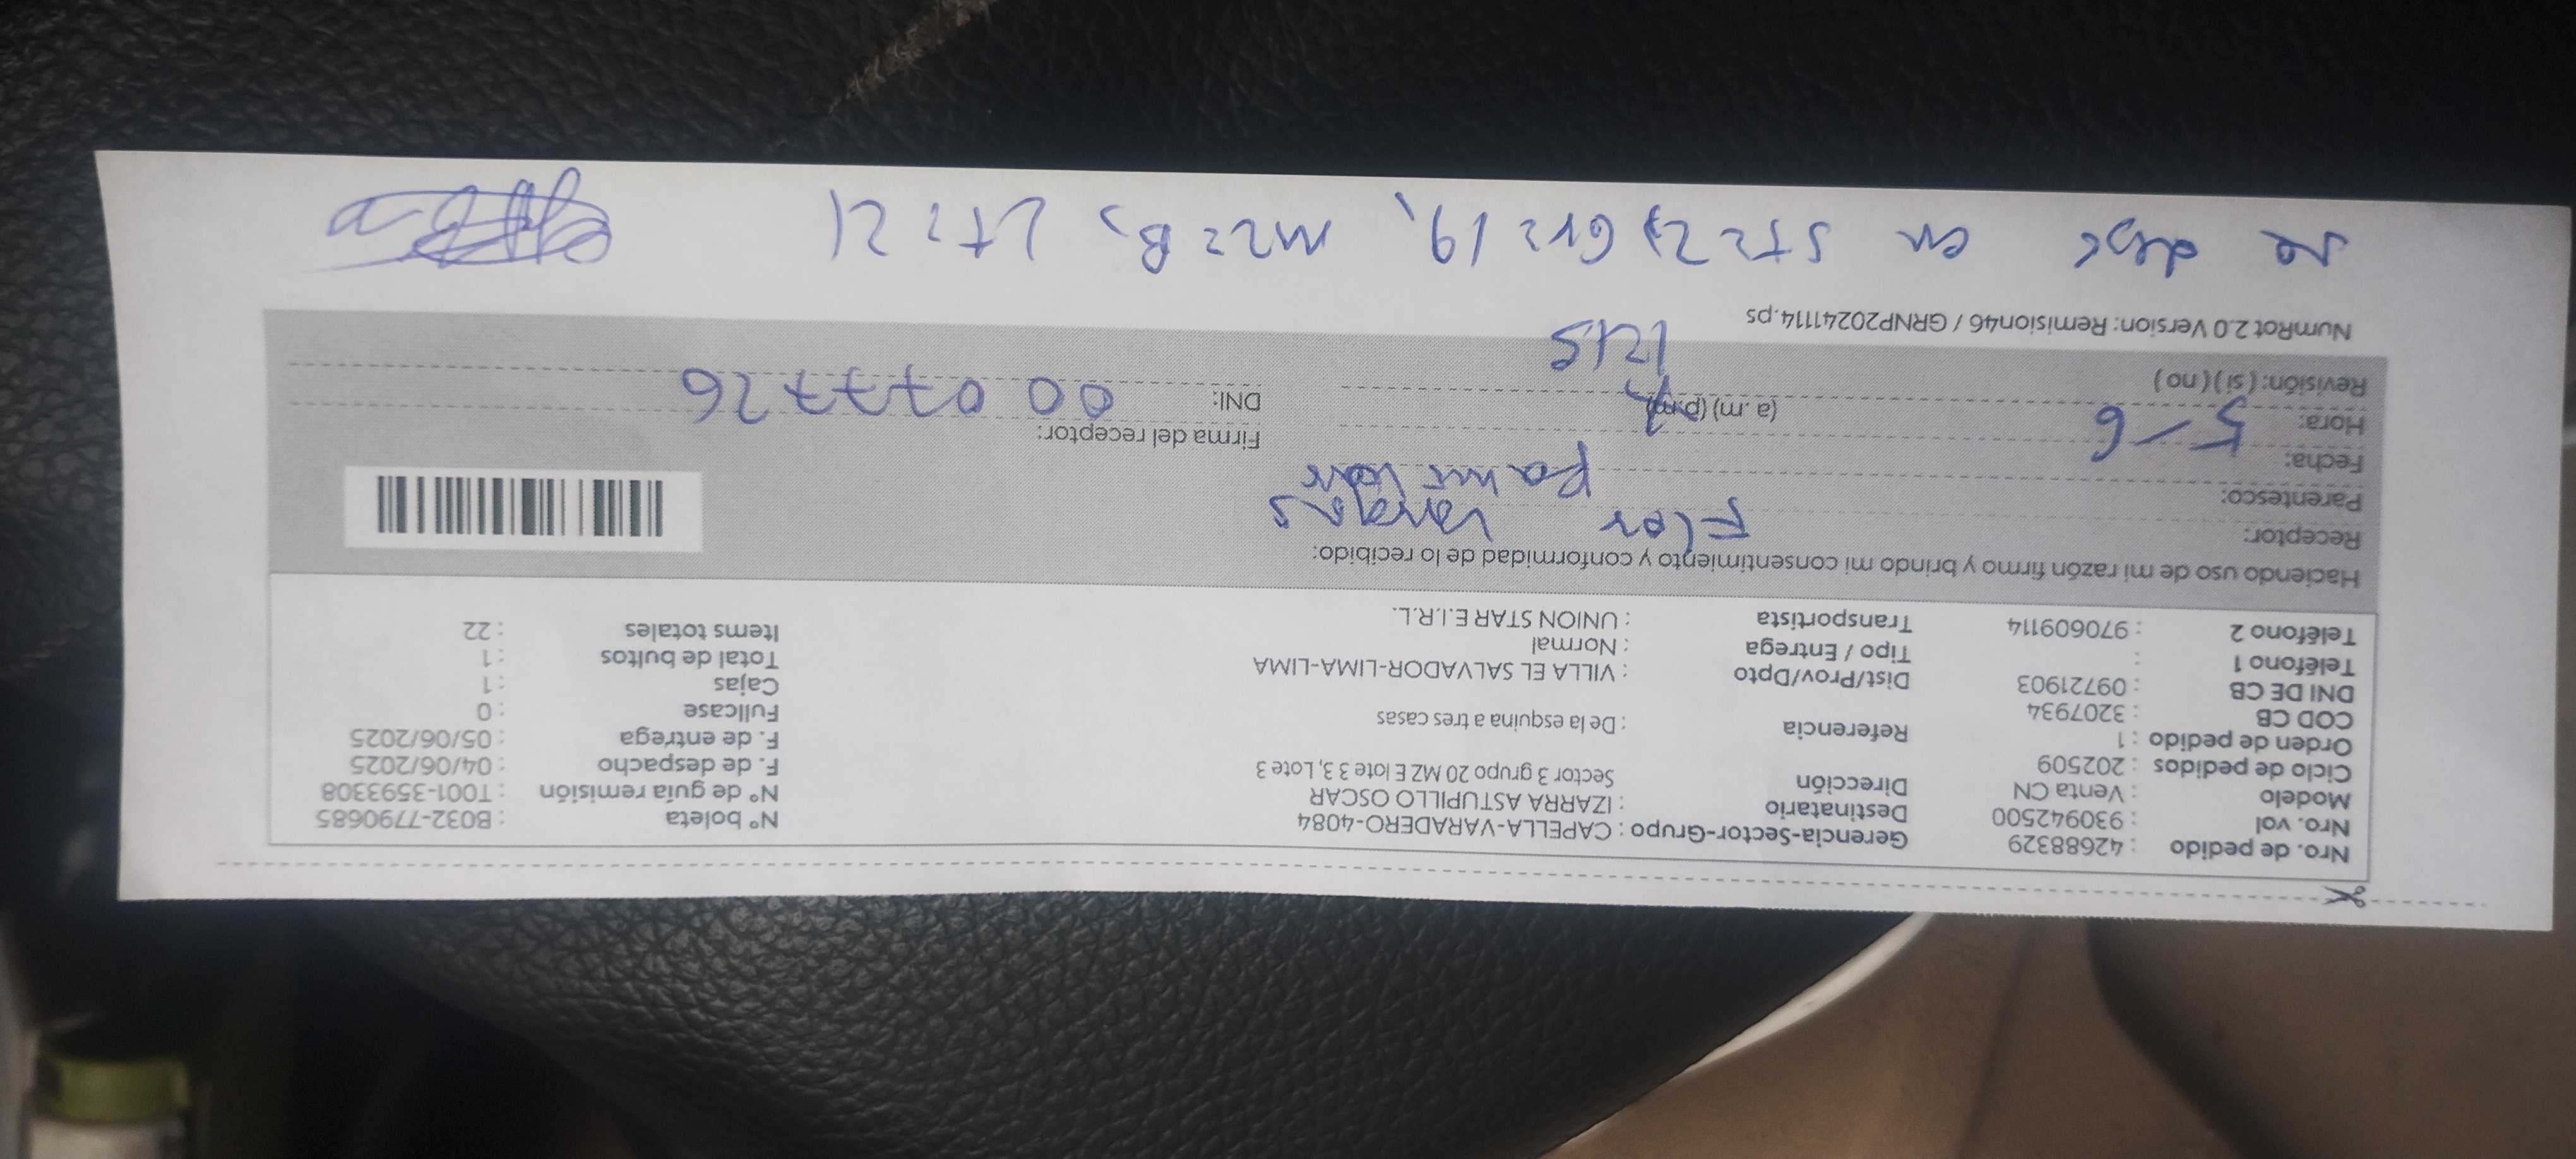 Nro. de pedido : 42688329 Gerencia-Sector-Grupo : CAPELLA-VARADERO-4084 N° boleta : B032-7790685
Nro. vol : 930942500 Destinatario : IZARRA ASTUPILLO OSCAR N° de guía remisión : T001-3593308
Modelo : Venta CN Dirección Sector 3 grupo 20 MZ E lote 3 3, Lote 3 F. de despacho : 04/06/2025
Ciclo de pedidos : 202509 F. de entrega : 05/06/2025
Orden de pedido : 1 Referencia : De la esquina a tres casas Fullcase : 0
COD CB : 3207934 Cajas : 1
DNI DE CB : 09721903 Dist/Prov/Dpto : VILLA EL SALVADOR-LIMA-LIMA Total de bultos : 1
Teléfono 1 : Tipo / Entrega : Normal Items totales : 22
Teléfono 2 : 970609114 Transportista : UNION STAR E.I.R.L.
Haciendo uso de mi razón firmo y brindo mi consentimiento y conformidad de lo recibido:
Receptor: Flor
Parentesco: Familiar
Fecha: 5-6 Firma del receptor:
Hora: (a.m) (p.m) DNI: 00 077726
Revisión: (si) (no) 1215
NumRot 2.0 Version: Remision46 / GRNP20241114.ps
se dejo en ST=2, Gr=19, MZ=B, LT=21